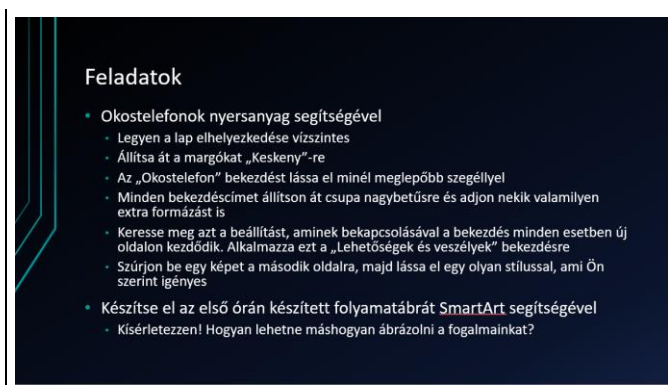 Feladatok
• Okostelefonok nyersanyag segítségével
• Legyen a lap elhelyezkedése vízszintes
• Állítsa át a margókat „Keskeny”-re
• Az „Okostelefon” bekezdést lássa el minél meglepőbb szegéllyel
• Minden bekezdéscímet állítson át csupa nagybetűsre és adjon nekik valamilyen
extra formázást is
• Keresse meg azt a beállítást, aminek bekapcsolásával a bekezdés minden esetben új
oldalon kezdődik. Alkalmazza ezt a „Lehetőségek és veszélyek” bekezdésre
• Szúrjon be egy képet a második oldalra, majd lássa el egy olyan stílussal, ami Ön
szerint igényes
• Készítse el az első órán készített folyamatábrát SmartArt segítségével
• Kísérletezzen! Hogyan lehetne máshogyan ábrázolni a fogalmainkat?